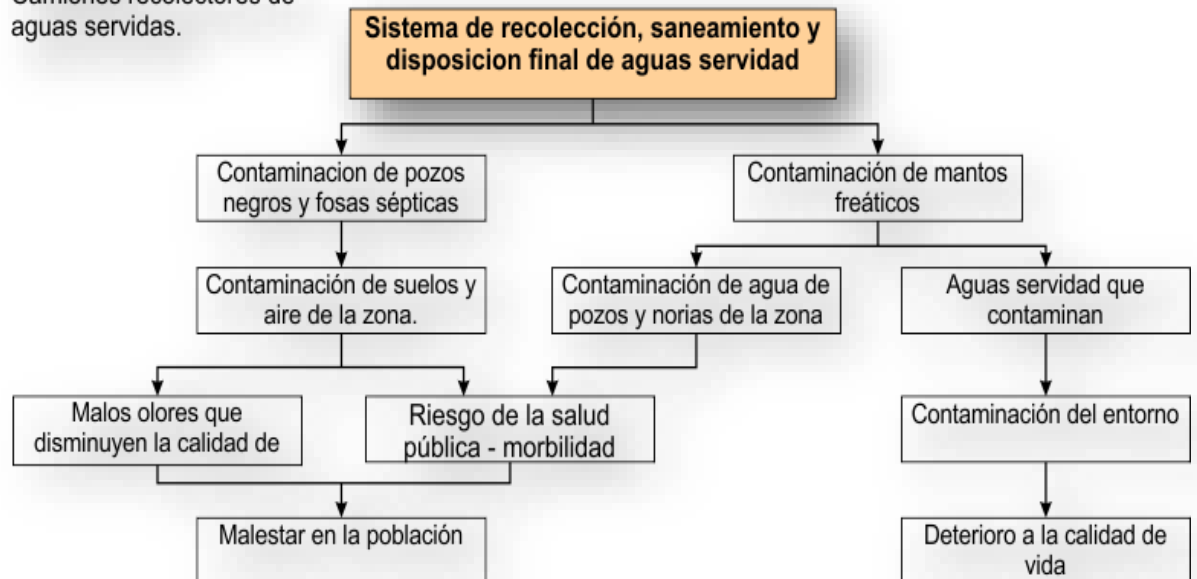 aguas servidas.
Sistema de recolección, saneamiento y
disposicion final de aguas servidad
Contaminacion de pozos
negros y fosas sépticas
Contaminación de mantos
freáticos
Contaminación de suelos y
aire de la zona.
Contaminación de agua de
pozos y norias de la zona
Aguas servidad que
contaminan
Malos olores que
disminuyen la calidad de
Riesgo de la salud
pública - morbilidad
Contaminación del entorno
Malestar en la población
Deterioro a la calidad de
vida